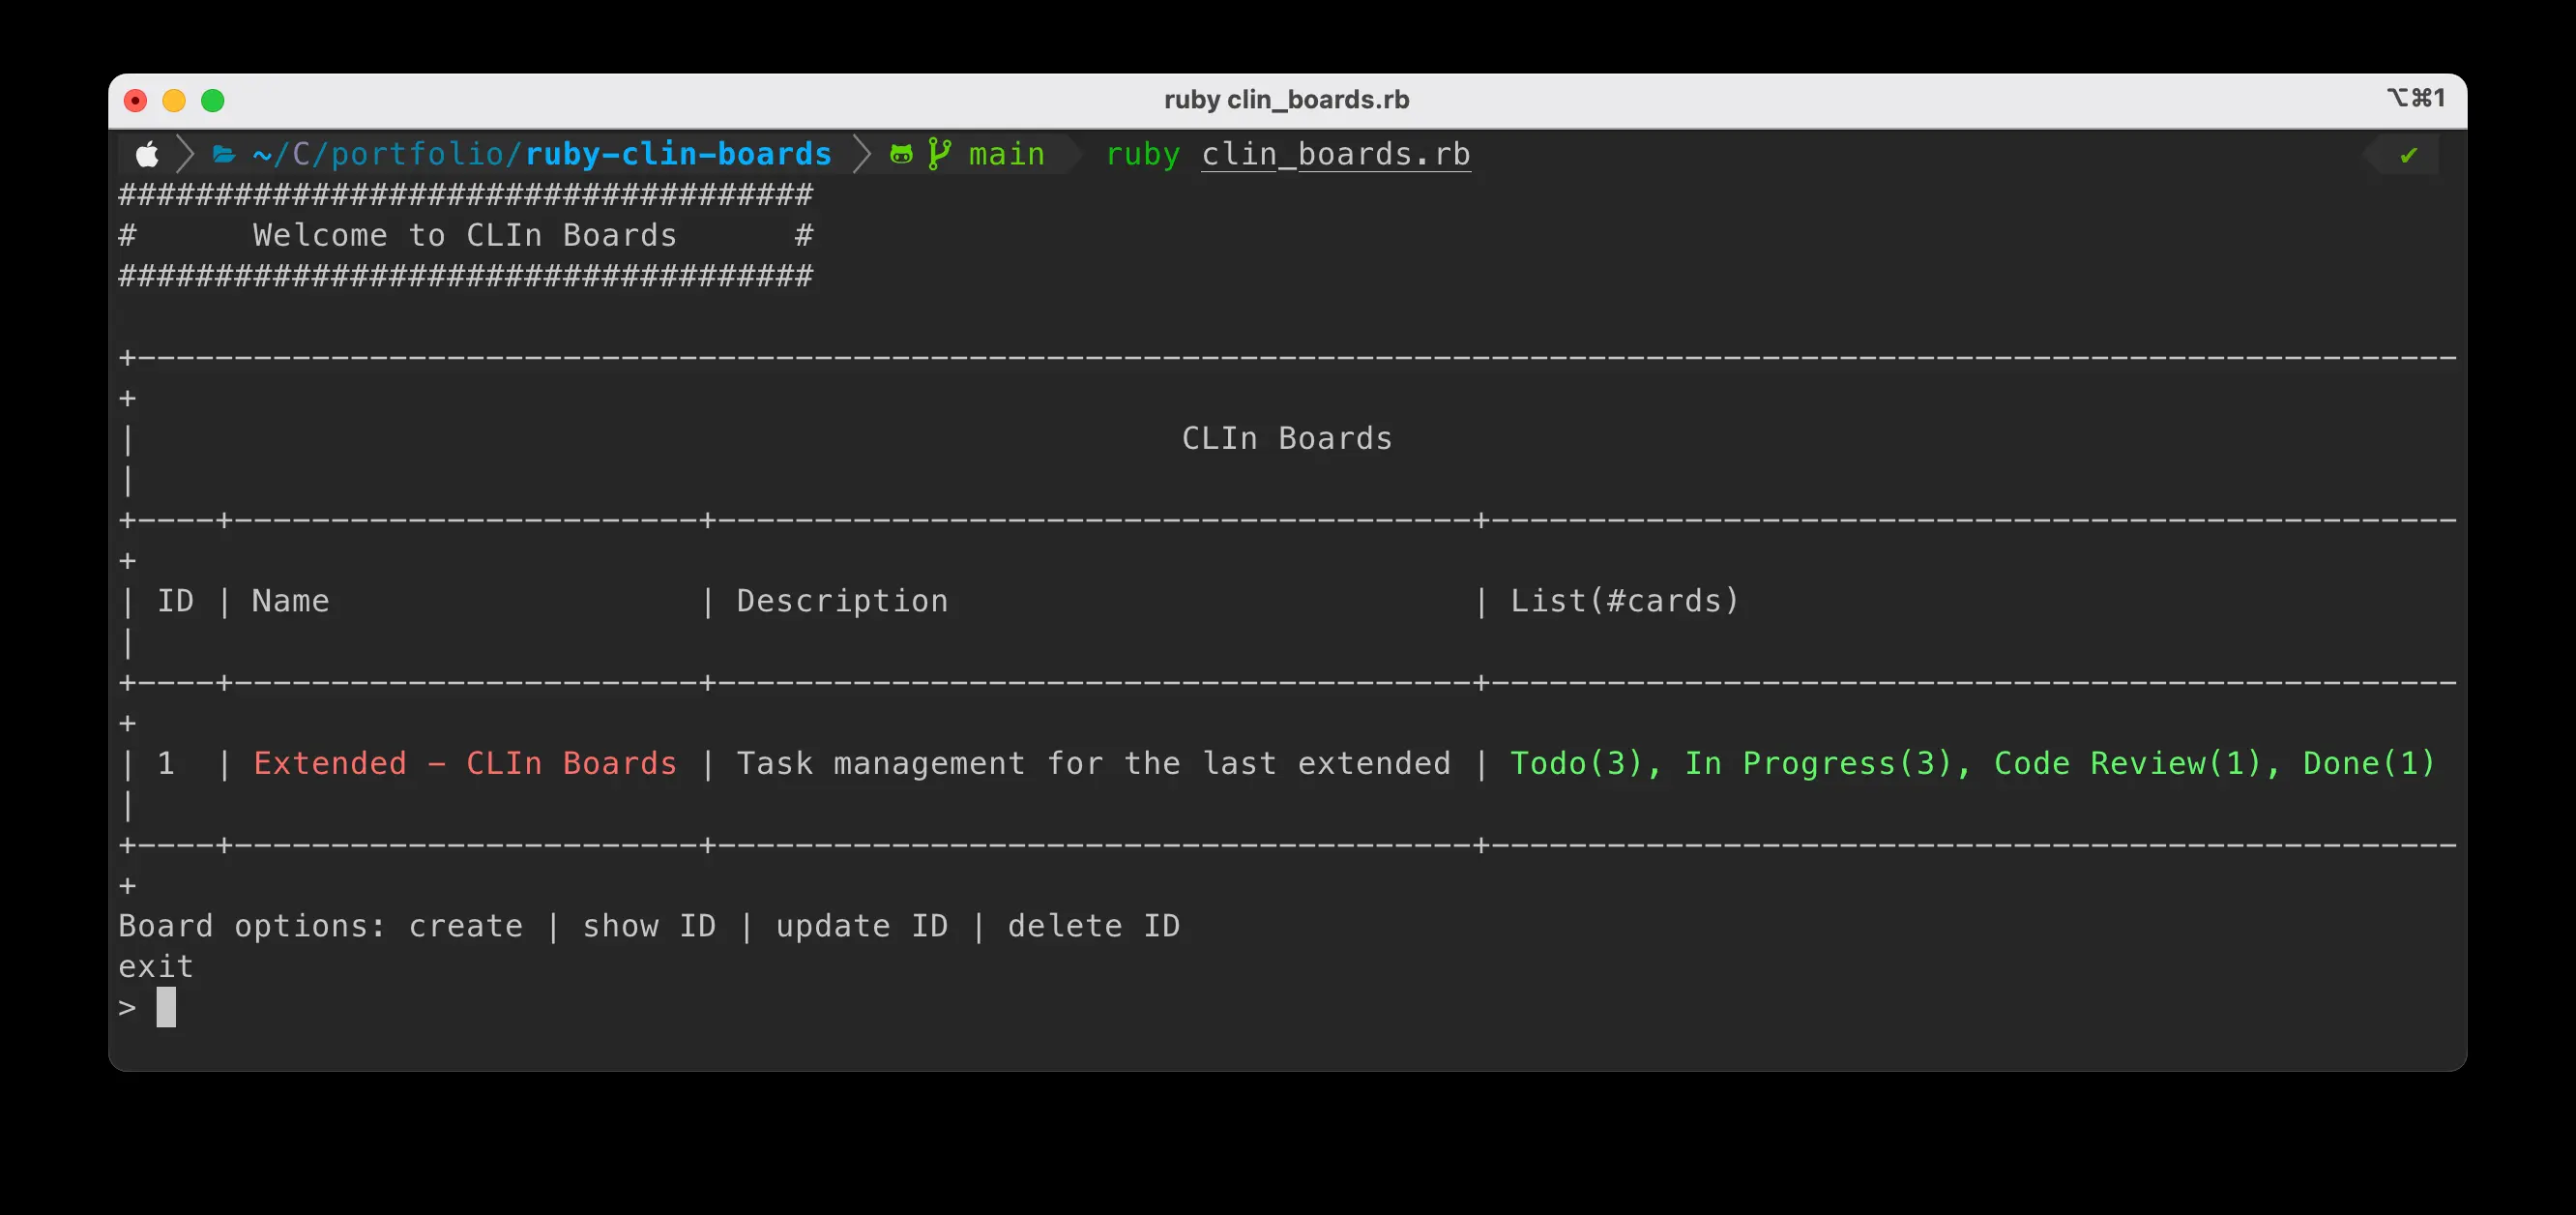 ruby clin_boards.rb ⌥⌘1
~/C/portfolio/ruby-clin-boards main ruby clin_boards.rb ✔
####################################
#      Welcome to CLIn Boards      #
####################################
+------------------------------------------------------------------------------------------------------------------------
+
|                                                      CLIn Boards
|
+----+------------------------+---------------------------------------+--------------------------------------------------
+
| ID | Name                   | Description                           | List(#cards)
|
+----+------------------------+---------------------------------------+--------------------------------------------------
+
| 1  | Extended - CLIn Boards | Task management for the last extended | Todo(3), In Progress(3), Code Review(1), Done(1)
|
+----+------------------------+---------------------------------------+--------------------------------------------------
+
Board options: create | show ID | update ID | delete ID
exit
>